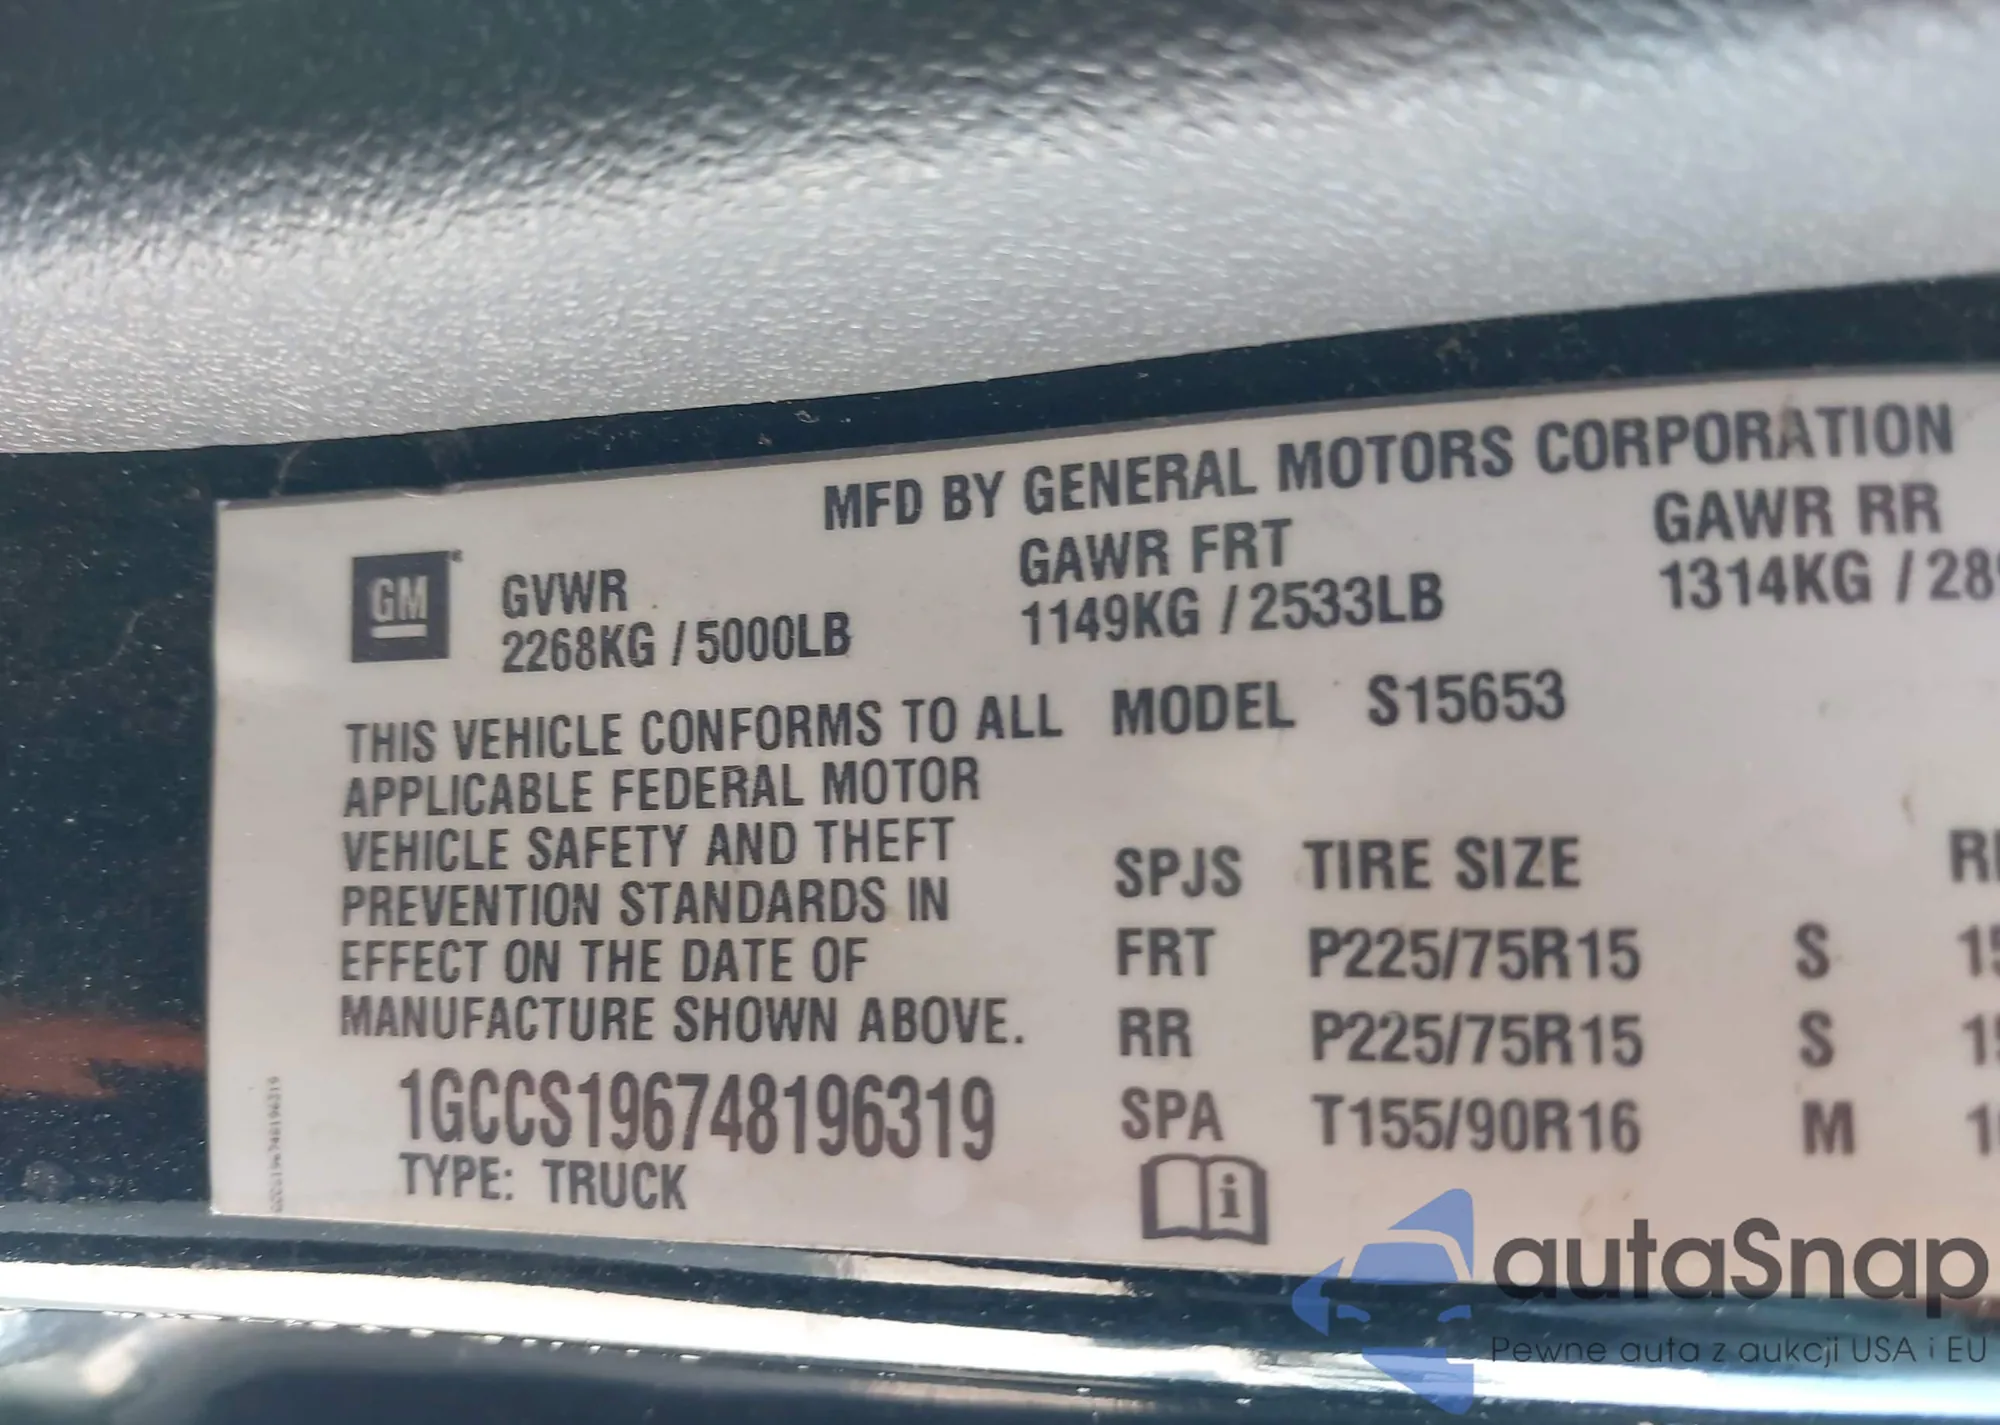 MFD BY GENERAL MOTORS CORPORATION
GM
GVWR GAWR FRT GAWR RR
2268KG / 5000LB 1149KG / 2533LB 1314KG / 28
THIS VEHICLE CONFORMS TO ALL
APPLICABLE FEDERAL MOTOR
VEHICLE SAFETY AND THEFT
PREVENTION STANDARDS IN
EFFECT ON THE DATE OF
MANUFACTURE SHOWN ABOVE.
1GCCS196748196319
TYPE: TRUCK
MODEL S15653
SPJS TIRE SIZE
FRT P225/75R15 S 15
RR P225/75R15 S 15
SPA T155/90R16 M
i
autaSnap
Pewne auta z aukcji USA i EU